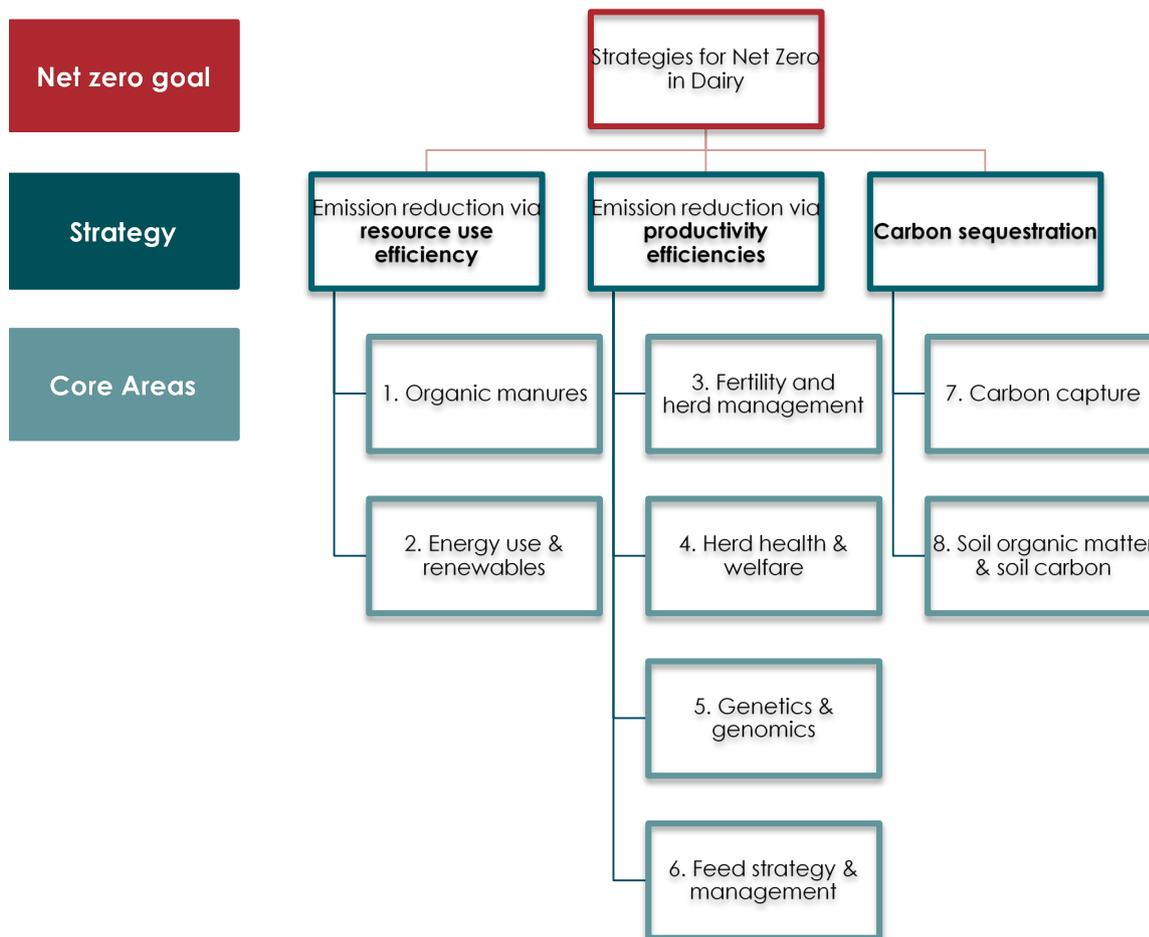 Net zero goal
Strategies for Net Zero
in Dairy
Strategy
Emission reduction via
resource use
efficiency
Emission reduction via
productivity
efficiencies
Carbon sequestration
Core Areas
1. Organic manures
3. Fertility and
herd management
7. Carbon capture
2. Energy use &
renewables
4. Herd health &
welfare
8. Soil organic matter
& soil carbon
5. Genetics &
genomics
6. Feed strategy &
management